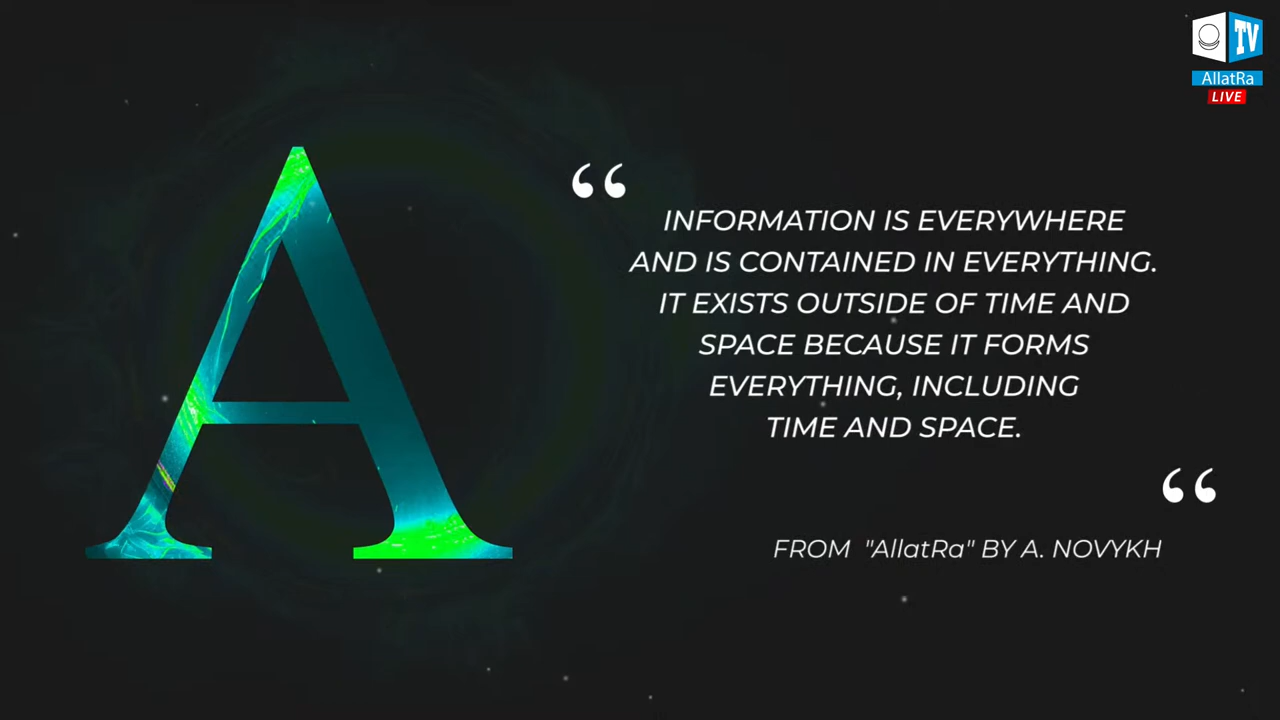 TV
AllatRa
LIVE
A
“
INFORMATION IS EVERYWHERE
AND IS CONTAINED IN EVERYTHING.
IT EXISTS OUTSIDE OF TIME AND
SPACE BECAUSE IT FORMS
EVERYTHING, INCLUDING
TIME AND SPACE.
“
FROM "AllatRa" BY A. NOVYKH